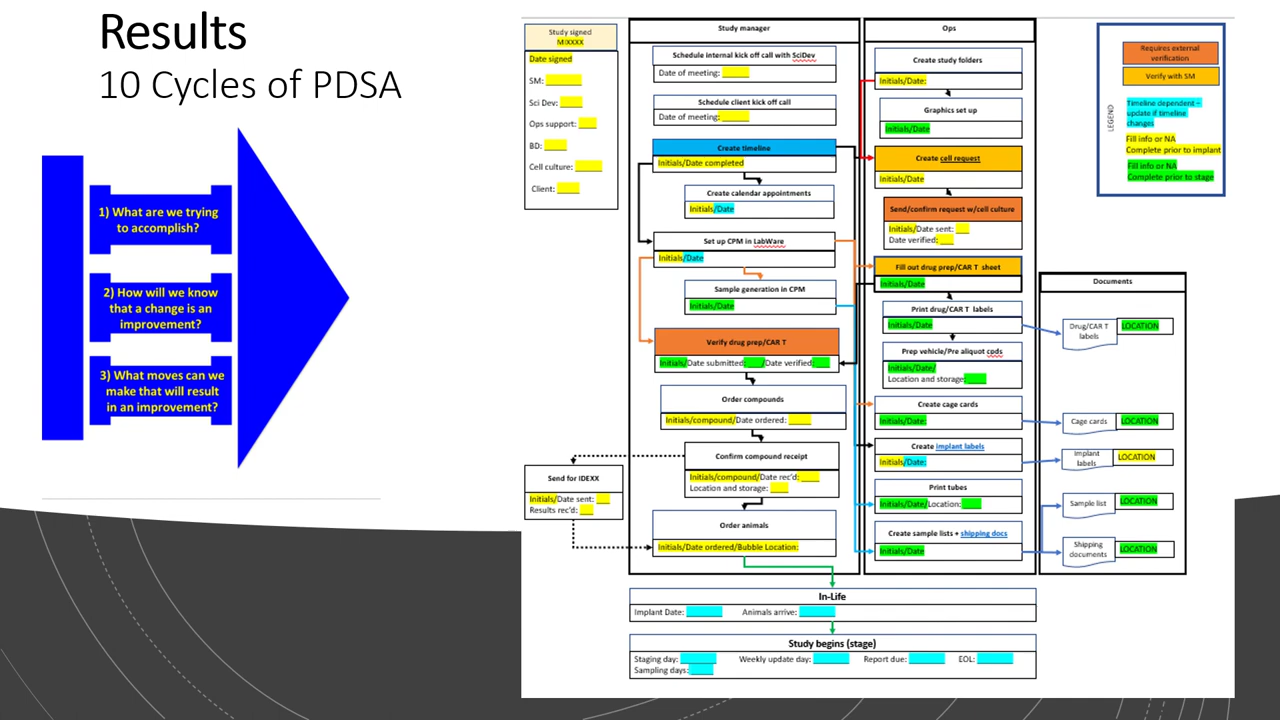 Results
10 Cycles of PDSA
1) What are we trying
to accomplish?
2) How will we know
that a change is an
improvement?
3) What moves can we
make that will result
in an improvement?
Study signed
MIXXXX
Date signed
SM:
Sci Dev:
Ops support:
BD:
Cell culture:
Client:
Send for IDEXX
Initials/Date sent:
Results rec'd:
Study manager
Schedule internal kick off call with SciDev
Date of meeting:
Schedule client kick off call
Date of meeting:
Create timeline
Initials/Date completed
Create calendar appointments
Initials/Date
Set up CPM in LabWare
Initials/Date
Sample generation in CPM
Initials/Date
Verify drug prep/CAR T
Initials/Date submitted:___/Date verified:
Order compounds
Initials/compound/Date ordered:
Confirm compound receipt
Initials/compound/Date rec'd:
Location and storage:
Order animals
Initials/Date ordered/Bubble Location:
Ops
Create study folders
Initials/Date:
Graphics set up
Initials/Date
Create cell request
Initials/Date
Send/confirm request w/cell culture
Initials/Date sent:
Date verified:
Fill out drug prep/CAR T sheet
Initials/Date
Print drug/CAR T labels
Initials/Date
Prep vehicle/Pre aliquot cpds
Initials/Date/
Location and storage:
Create cage cards
Initials/Date:
Create implant labels
Initials/Date:
Print tubes
Initials/Date/Location:
Create sample lists + shipping docs
Initials/Date
Documents
Drug/CAR T
labels
LOCATION
Cage cards
LOCATION
Implant
labels
LOCATION
Sample list
LOCATION
Shipping
documents
LOCATION
LEGEND
Requires external
verification
Verify with SM
Timeline dependent –
update if timeline
changes
Fill info or NA
Complete prior to implant
Fill info or NA
Complete prior to stage
In-Life
Implant Date: Animals arrive:
Study begins (stage)
Staging day: Weekly update day: Report due: EOL:
Sampling days: